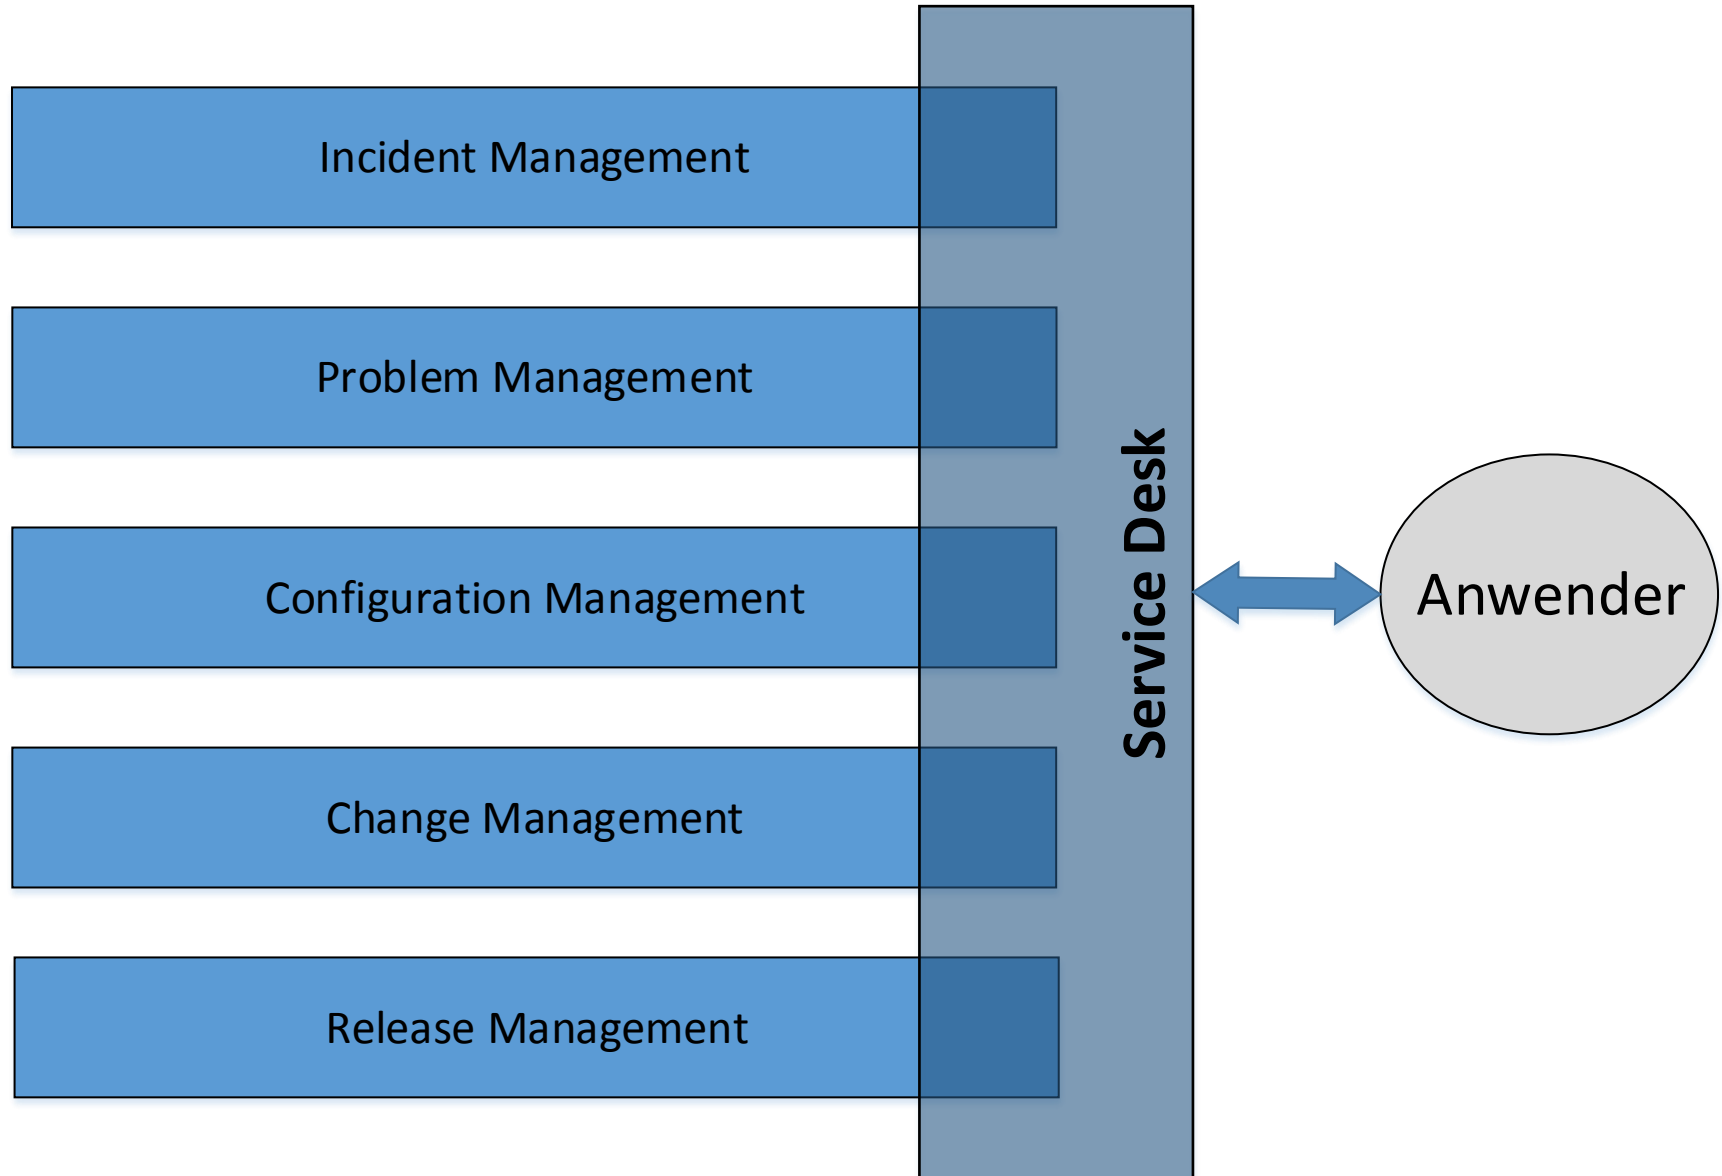 Incident Management
Problem Management
Configuration Management
Change Management
Release Management
Service Desk
Anwender